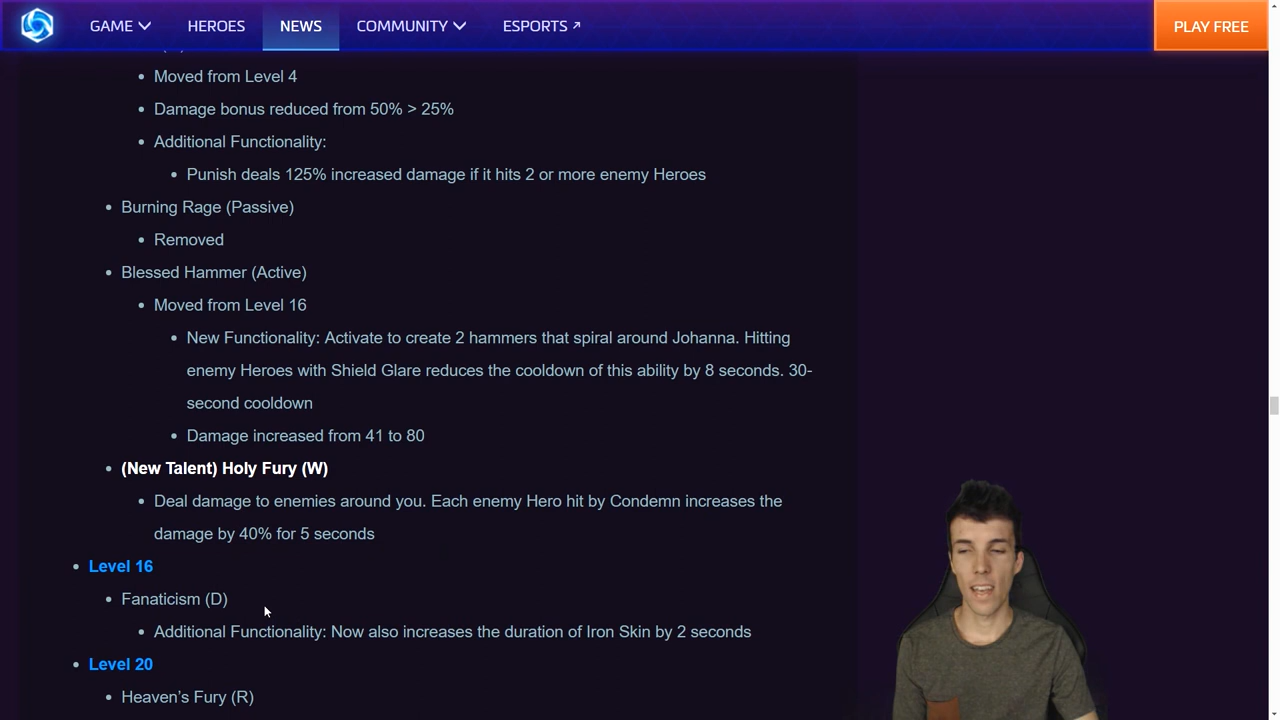 GAME HEROES NEWS COMMUNITY ESPORTS PLAY FREE
Moved from Level 4
Damage bonus reduced from 50% > 25%
Additional Functionality:
Punish deals 125% increased damage if it hits 2 or more enemy Heroes
Burning Rage (Passive)
Removed
Blessed Hammer (Active)
Moved from Level 16
New Functionality: Activate to create 2 hammers that spiral around Johanna. Hitting
enemy Heroes with Shield Glare reduces the cooldown of this ability by 8 seconds. 30-
second cooldown
Damage increased from 41 to 80
(New Talent) Holy Fury (W)
Deal damage to enemies around you. Each enemy Hero hit by Condemn increases the
damage by 40% for 5 seconds
Level 16
Fanaticism (D)
Additional Functionality: Now also increases the duration of Iron Skin by 2 seconds
Level 20
Heaven's Fury (R)